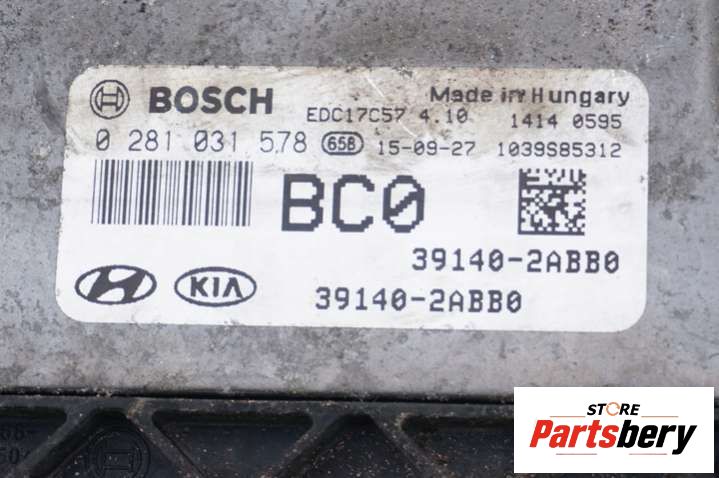 BOSCH
EDC17C57 4.10
Made in Hungary
1414 0595
0 281 031 578 658 15-09-27 1039S85312
BC0
39140-2ABB0
KIA 39140-2ABB0
STORE
Partsbery